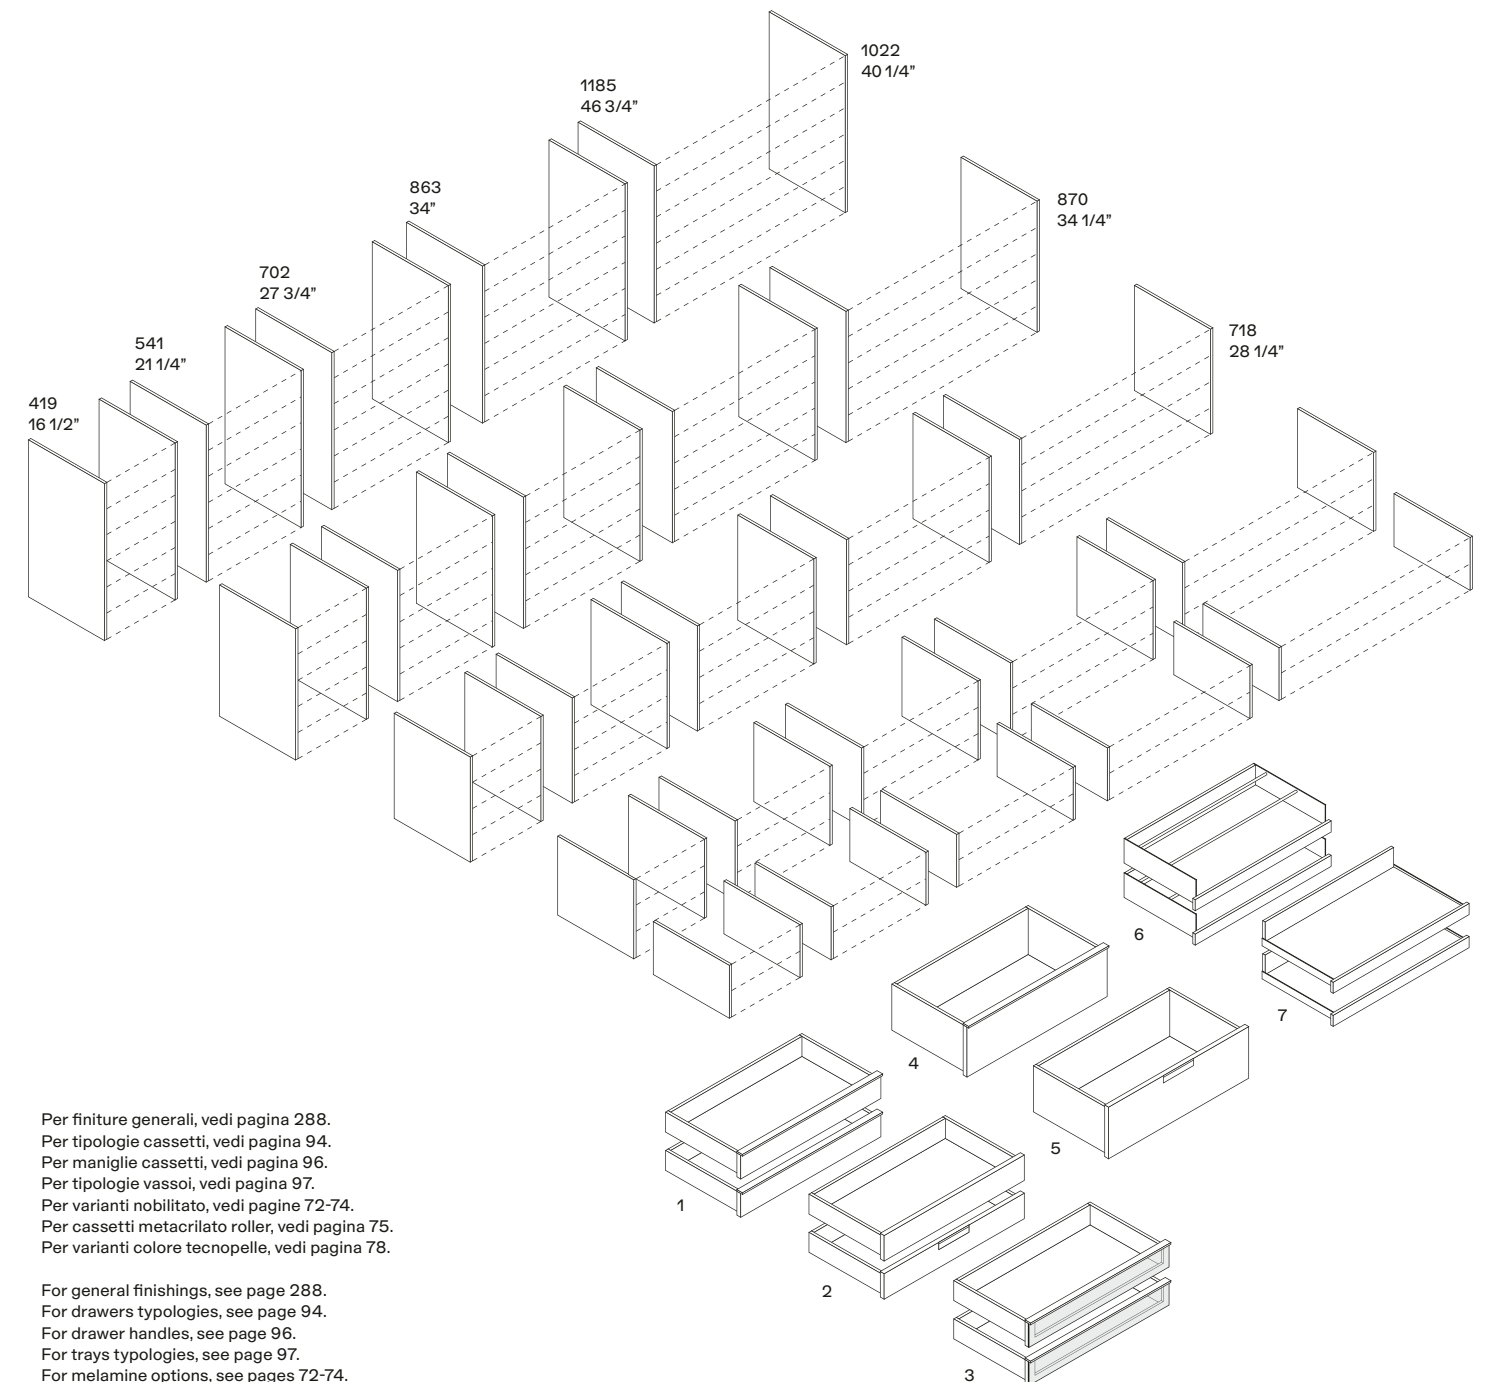 1022
40 1/4”
1185
46 3/4”
863
34”
870
34 1/4”
702
27 3/4”
718
28 1/4”
541
21 1/4”
419
16 1/2”
6
7
4
5
1
2
3
Per finiture generali, vedi pagina 288.
Per tipologie cassetti, vedi pagina 94.
Per maniglie cassetti, vedi pagina 96.
Per tipologie vassoi, vedi pagina 97.
Per varianti nobilitato, vedi pagine 72-74.
Per cassetti metacrilato roller, vedi pagina 75.
Per varianti colore tecnopelle, vedi pagina 78.
For general finishings, see page 288.
For drawers typologies, see page 94.
For drawer handles, see page 96.
For trays typologies, see page 97.
For melamine options, see pages 72-74.